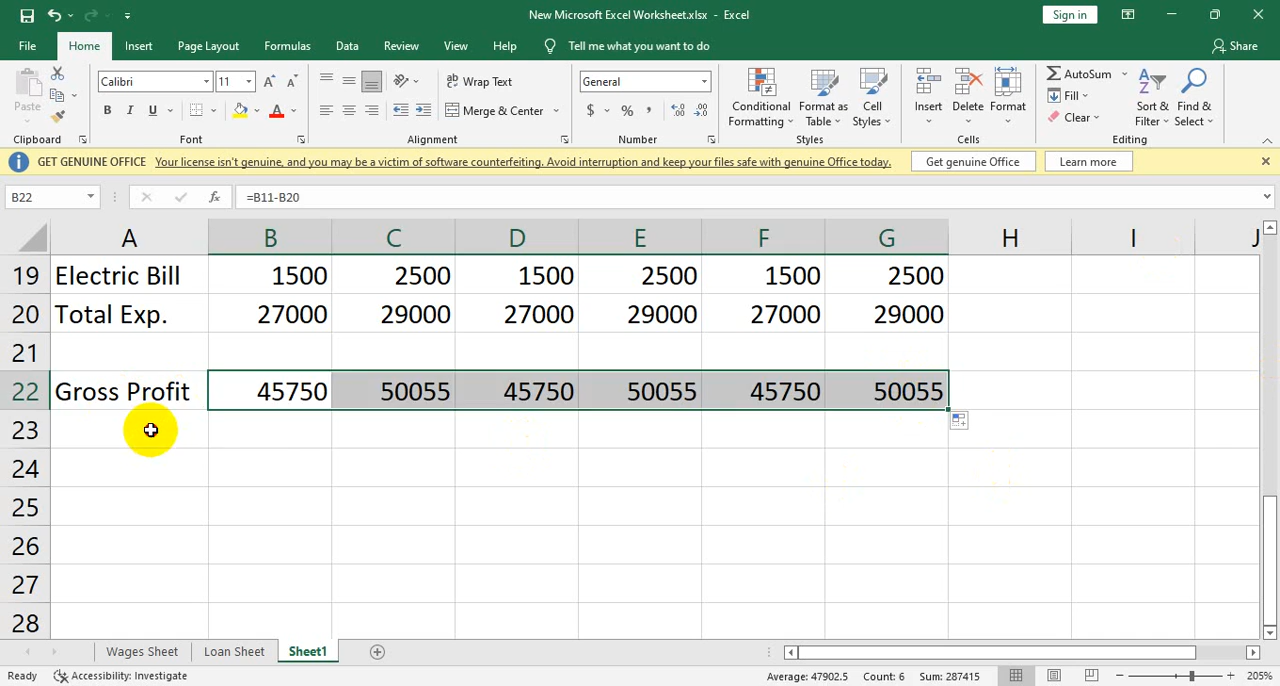 New Microsoft Excel Worksheet.xlsx - Excel
Sign in
File Home Insert Page Layout Formulas Data Review View Help Tell me what you want to do Share
Paste
Clipboard
Calibri 11 A A
B I U A
Font
Wrap Text
Merge & Center
Alignment
General
$ % ,
Number
Conditional Formatting
Format as Table
Cell Styles
Styles
Insert Delete Format
Cells
AutoSum
Fill
Clear
Sort & Filter
Find & Select
Editing
GET GENUINE OFFICE Your license isn't genuine, and you may be a victim of software counterfeiting. Avoid interruption and keep your files safe with genuine Office today. Get genuine Office Learn more
B22 fx =B11-B20
A B C D E F G H I J
19 Electric Bill 1500 2500 1500 2500 1500 2500
20 Total Exp. 27000 29000 27000 29000 27000 29000
21
22 Gross Profit 45750 50055 45750 50055 45750 50055
23
24
25
26
27
28
Wages Sheet Loan Sheet Sheet1
Ready Accessibility: Investigate Average: 47902.5 Count: 6 Sum: 287415 205%